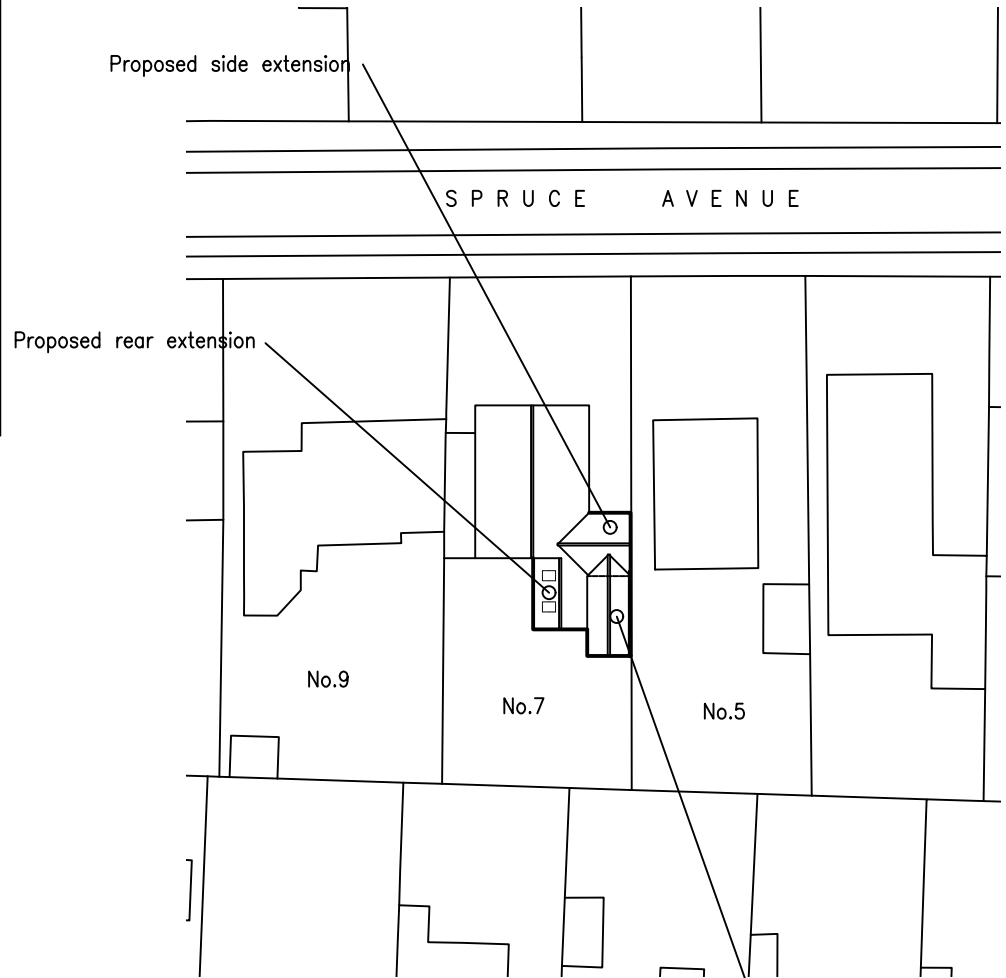 Proposed side extension
SPRUCE AVENUE
Proposed rear extension
No.9
No.7
No.5